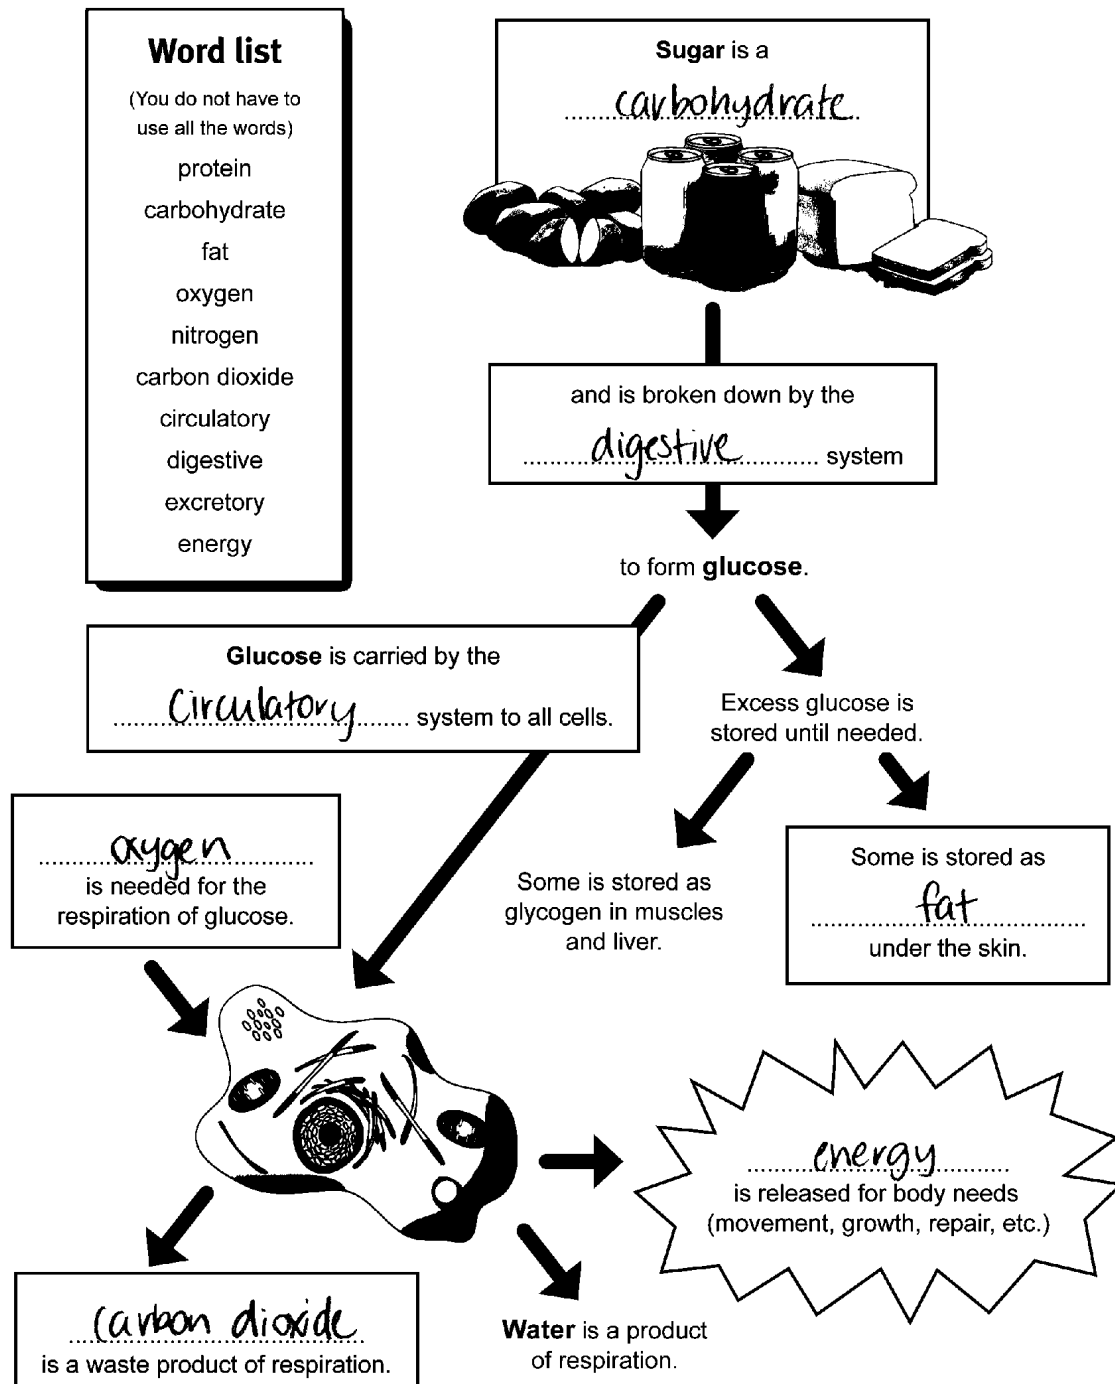 Word list
(You do not have to
use all the words)
protein
carbohydrate
fat
oxygen
nitrogen
carbon dioxide
circulatory
digestive
excretory
energy
Sugar is a
carbohydrate
and is broken down by the
digestive system
to form glucose.
Glucose is carried by the
Circulatory system to all cells.
Excess glucose is
stored until needed.
oxygen
is needed for the
respiration of glucose.
Some is stored as
glycogen in muscles
and liver.
Some is stored as
fat
under the skin.
energy
is released for body needs
(movement, growth, repair, etc.)
carbon dioxide
is a waste product of respiration.
Water is a product
of respiration.